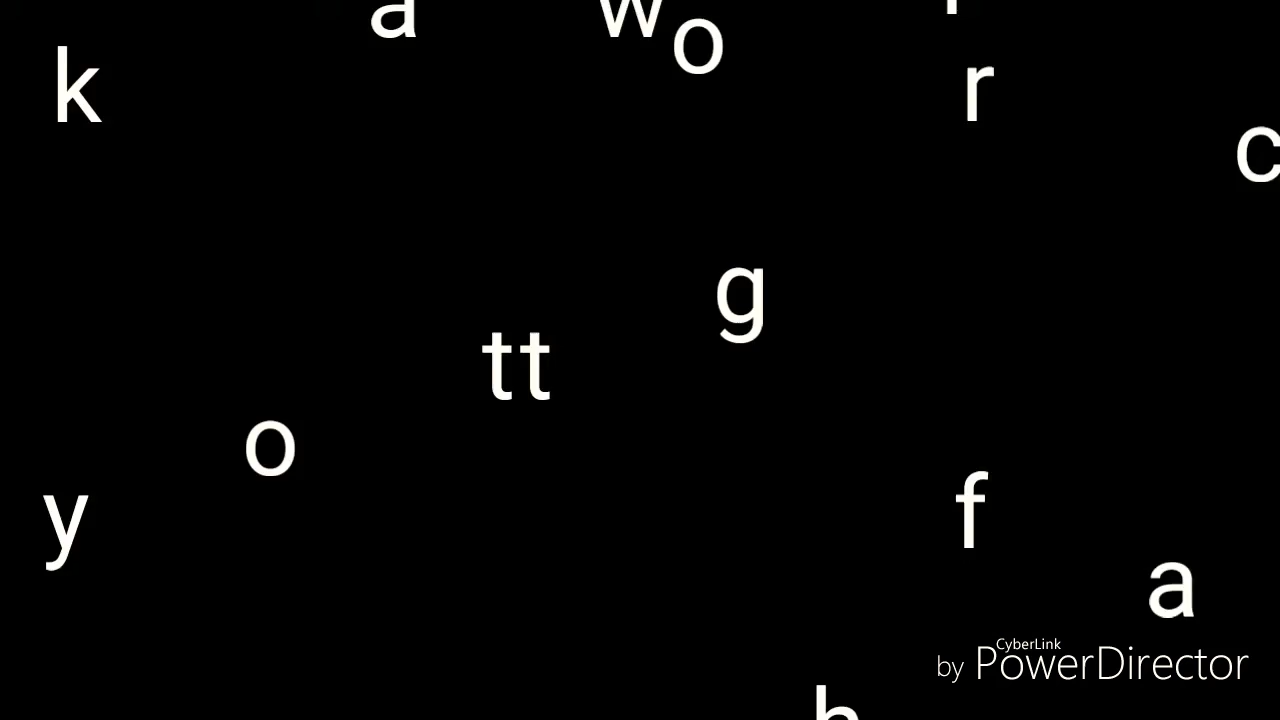 a w o
k r
c
g
tt
o
y f
a
CyberLink
by PowerDirector
h